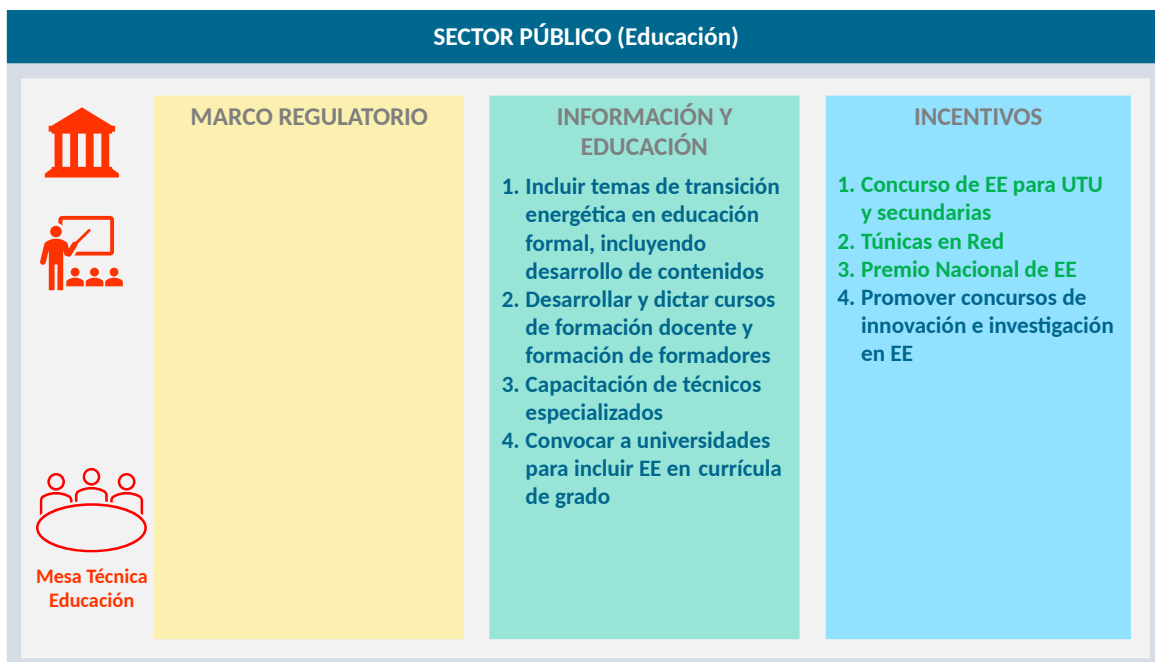 SECTOR PÚBLICO (Educación)
MARCO REGULATORIO
INFORMACIÓN Y
EDUCACIÓN
1. Incluir temas de transición
energética en educación
formal, incluyendo
desarrollo de contenidos
2. Desarrollar y dictar cursos
de formación docente y
formación de formadores
3. Capacitación de técnicos
especializados
4. Convocar a universidades
para incluir EE en currícula
de grado
INCENTIVOS
1. Concurso de EE para UTU
y secundarias
2. Túnicas en Red
3. Premio Nacional de EE
4. Promover concursos de
innovación e investigación
en EE
Mesa Técnica
Educación